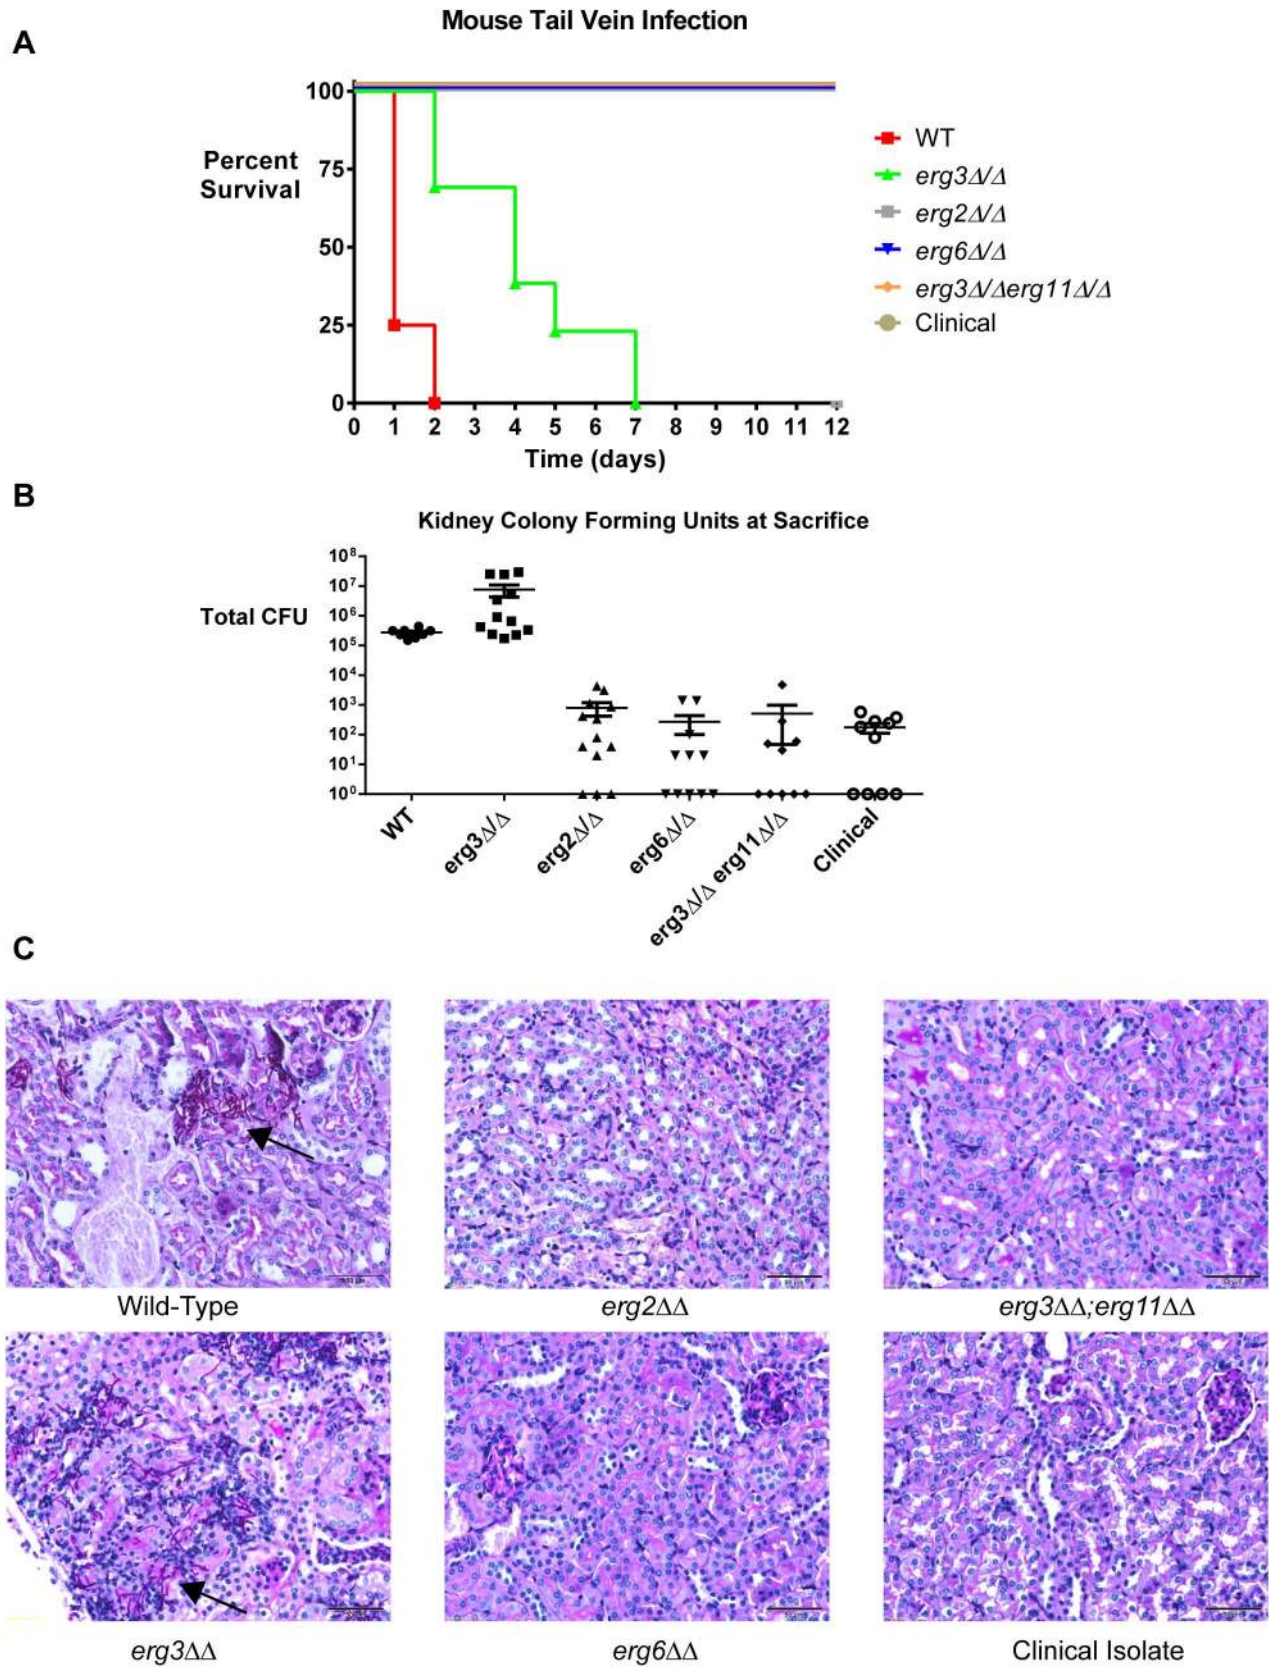 Mouse Tail Vein Infection
A
100
75
50
25
0
Percent
Survival
0 1 2 3 4 5 6 7 8 9 10 11 12
Time (days)
WT
erg3Δ/Δ
erg2Δ/Δ
erg6Δ/Δ
erg3Δ/Δerg11Δ/Δ
Clinical
B
Kidney Colony Forming Units at Sacrifice
Total CFU
10⁸
10⁷
10⁶
10⁵
10⁴
10³
10²
10¹
10⁰
WT
erg3Δ/Δ
erg2Δ/Δ
erg6Δ/Δ
erg3Δ/Δ erg11Δ/Δ
Clinical
C
Wild-Type
erg2ΔΔ
erg3ΔΔ;erg11ΔΔ
erg3ΔΔ
erg6ΔΔ
Clinical Isolate